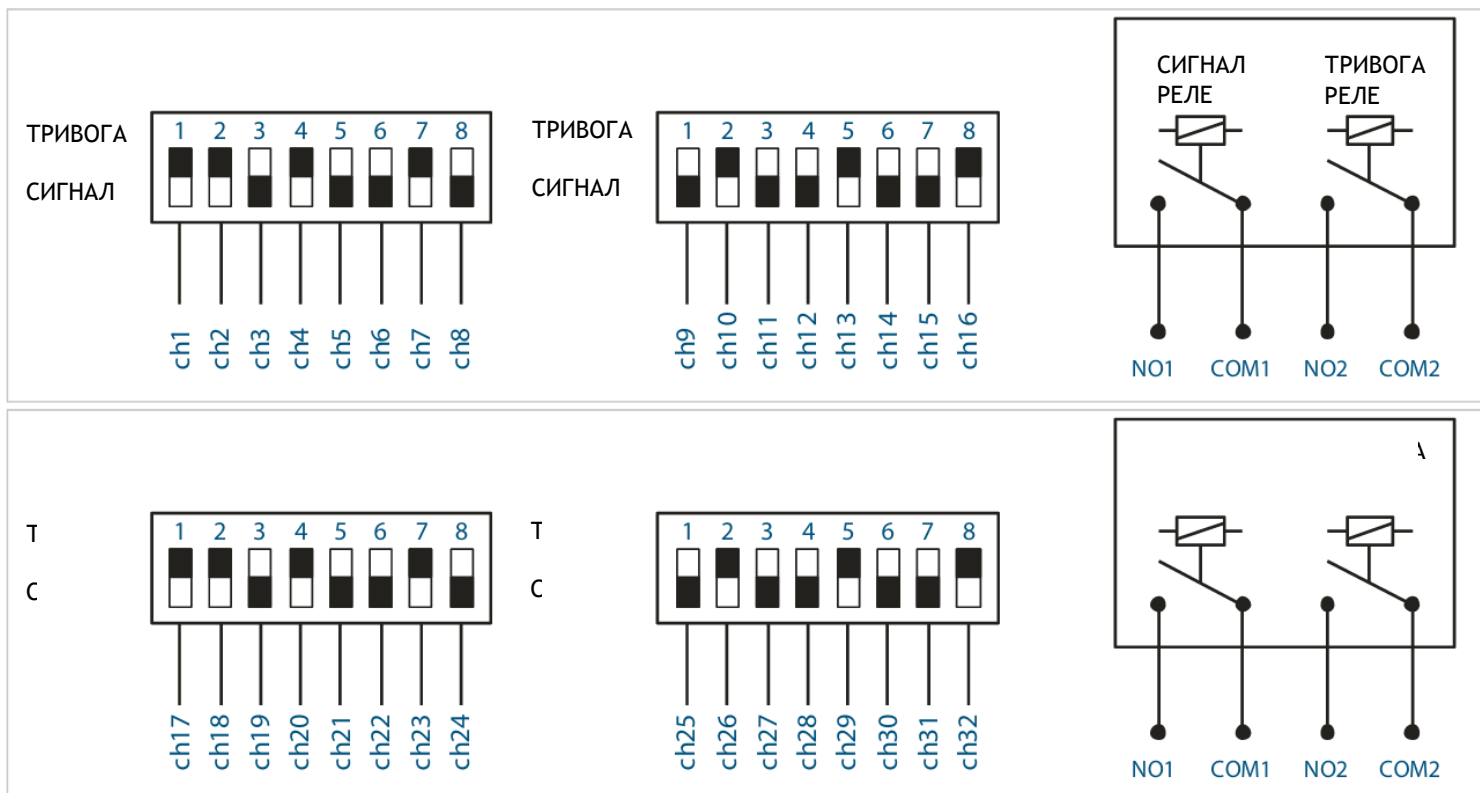 СИГНАЛ ТРИВОГА
РЕЛЕ РЕЛЕ
ТРИВОГА 1 2 3 4 5 6 7 8
СИГНАЛ
ch1 ch2 ch3 ch4 ch5 ch6 ch7 ch8
ТРИВОГА 1 2 3 4 5 6 7 8
СИГНАЛ
ch9 ch10 ch11 ch12 ch13 ch14 ch15 ch16
NO1 COM1 NO2 COM2
1 2 3 4 5 6 7 8
ch17 ch18 ch19 ch20 ch21 ch22 ch23 ch24
1 2 3 4 5 6 7 8
ch25 ch26 ch27 ch28 ch29 ch30 ch31 ch32
NO1 COM1 NO2 COM2